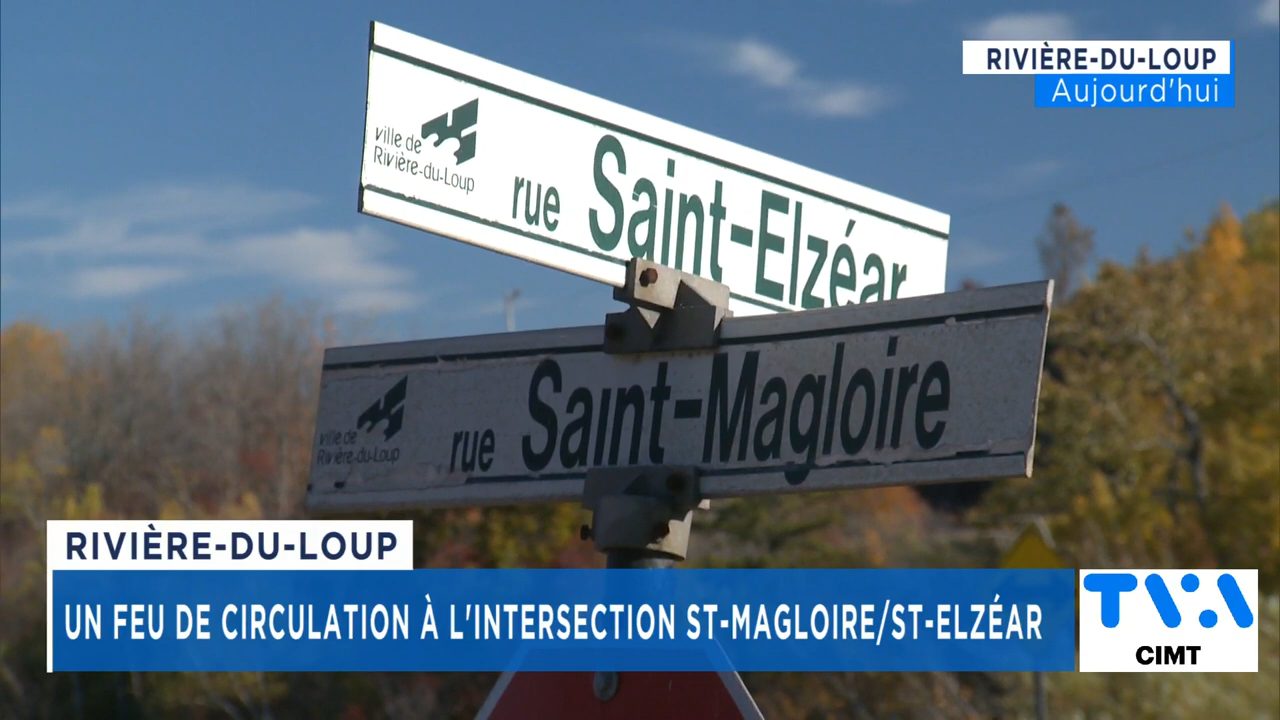 RIVIÈRE-DU-LOUP
Aujourd'hui
ville de
Rivière-du-Loup
rue Saint-Elzéar
ville de
Rivière-du-Loup
rue Saint-Magloire
RIVIÈRE-DU-LOUP
UN FEU DE CIRCULATION À L'INTERSECTION ST-MAGLOIRE/ST-ELZÉAR
TVA
CIMT